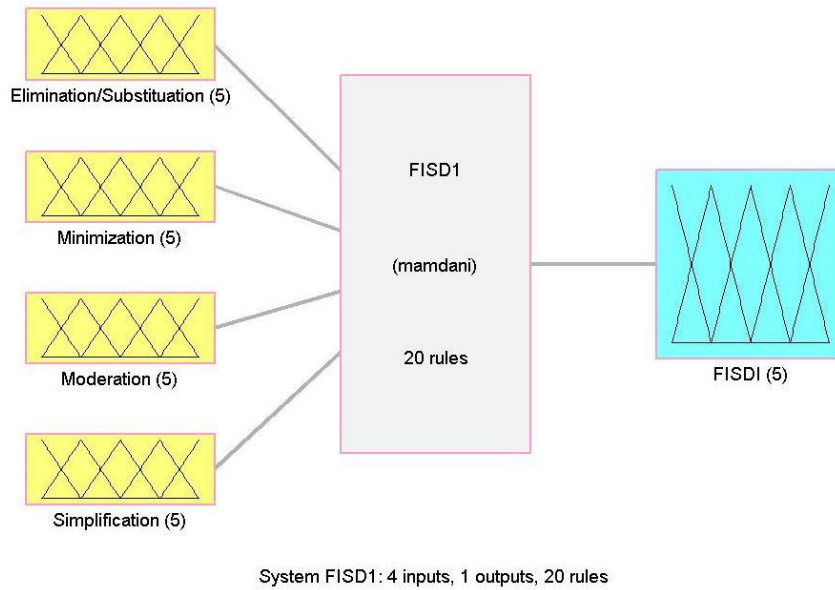 Elimination/Substituation (5)
Minimization (5)
Moderation (5)
Simplification (5)
FISD1
(mamdani)
20 rules
FISDI (5)
System FISD1: 4 inputs, 1 outputs, 20 rules